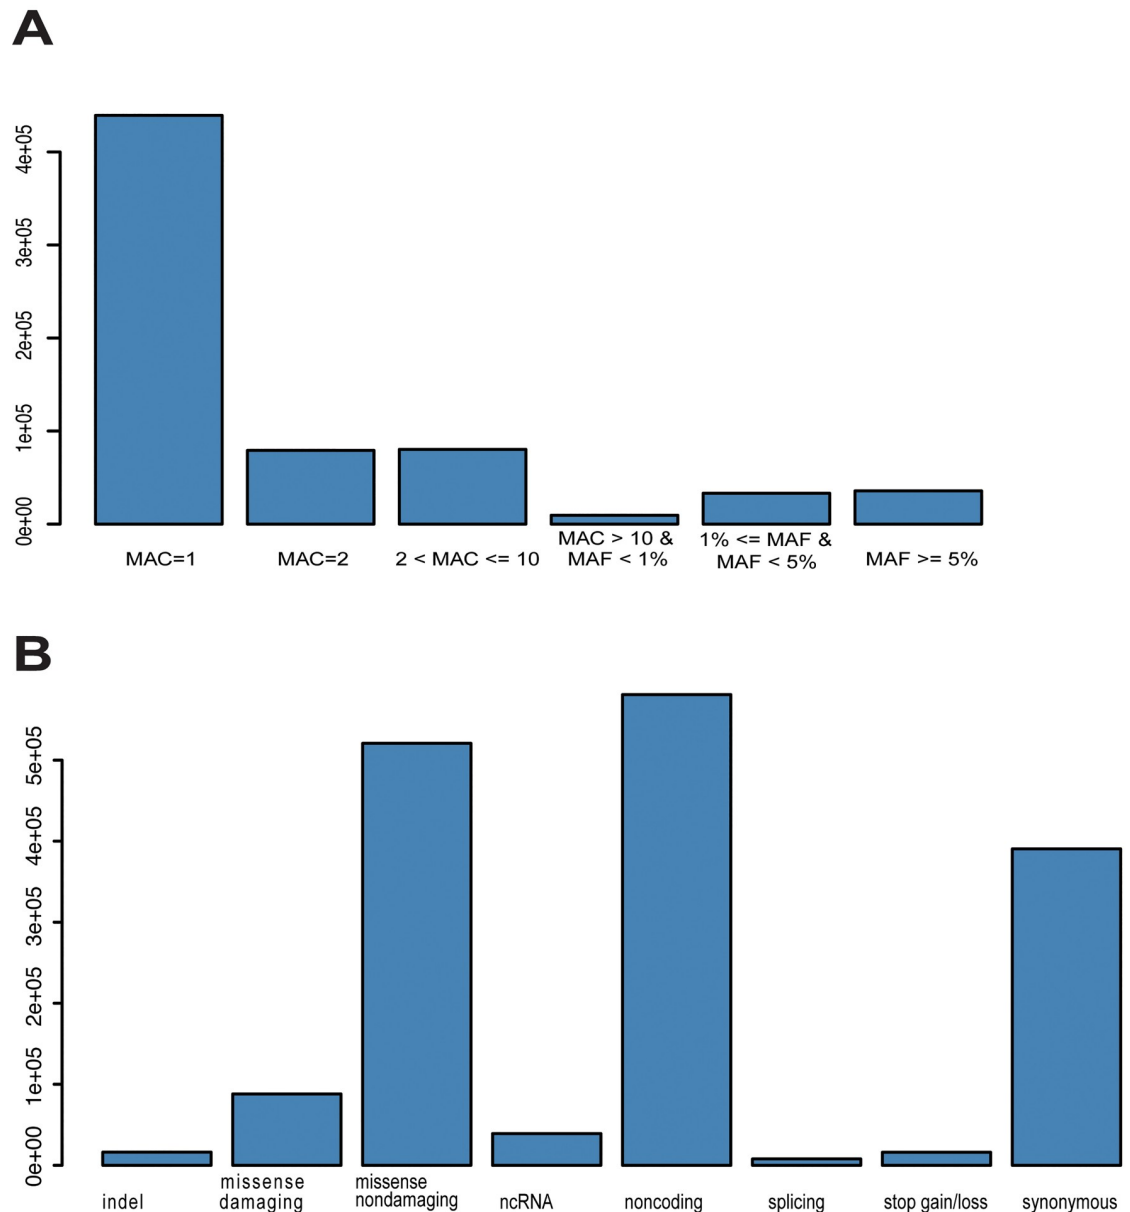 A
4e+05
3e+05
2e+05
1e+05
0e+00
MAC=1
MAC=2
2 < MAC <= 10
MAC > 10 &
MAF < 1%
1% <= MAF &
MAF < 5%
MAF >= 5%
B
5e+05
4e+05
3e+05
2e+05
1e+05
0e+00
indel
missense
damaging
missense
nondamaging
ncRNA
noncoding
splicing
stop gain/loss
synonymous